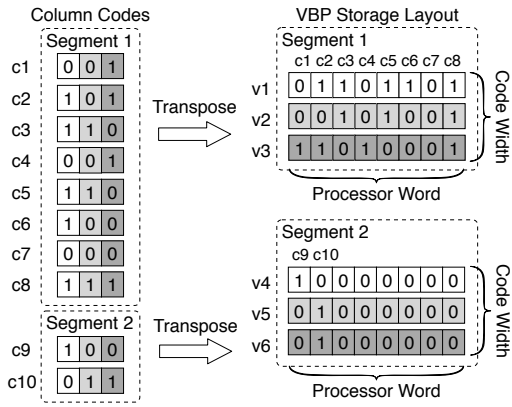 Column Codes
Segment 1
c1 0 0 1
c2 1 0 1
c3 1 1 0
c4 0 0 1
c5 1 1 0
c6 1 0 0
c7 0 0 0
c8 1 1 1
Segment 2
c9 1 0 0
c10 0 1 1
Transpose
Transpose
VBP Storage Layout
Segment 1
c1 c2 c3 c4 c5 c6 c7 c8
v1 0 1 1 0 1 1 0 1
v2 0 0 1 0 1 0 0 1
v3 1 1 0 1 0 0 0 1
Code Width
Processor Word
Segment 2
c9 c10
v4 1 0 0 0 0 0 0 0
v5 0 1 0 0 0 0 0 0
v6 0 1 0 0 0 0 0 0
Code Width
Processor Word